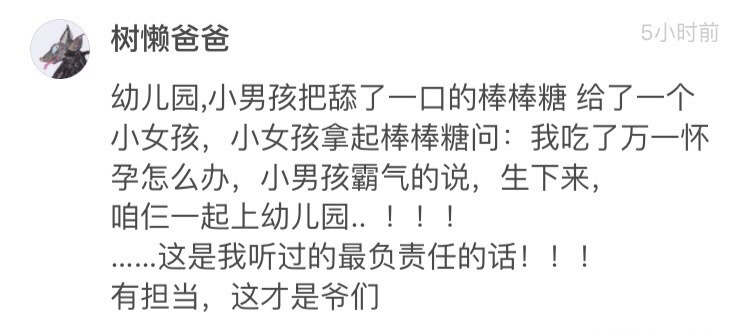 树懒爸爸
5小时前
幼儿园,小男孩把舔了一口的棒棒糖 给了一个
小女孩，小女孩拿起棒棒糖问：我吃了万一怀
孕怎么办，小男孩霸气的说，生下来，
咱仨一起上幼儿园.. ！！！！
......这是我听过的最负责任的话！！！
有担当，这才是爷们